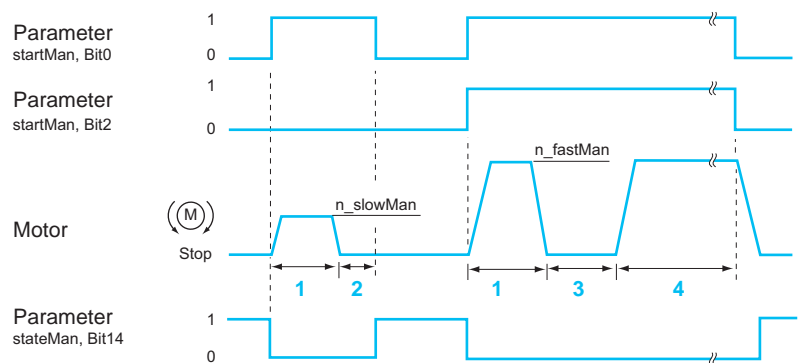 Parameter
startMan, Bit0
1
0
Parameter
startMan, Bit2
1
0
n_fastMan
n_slowMan
Motor
M
Stop
1
2
1
3
4
Parameter
stateMan, Bit14
1
0